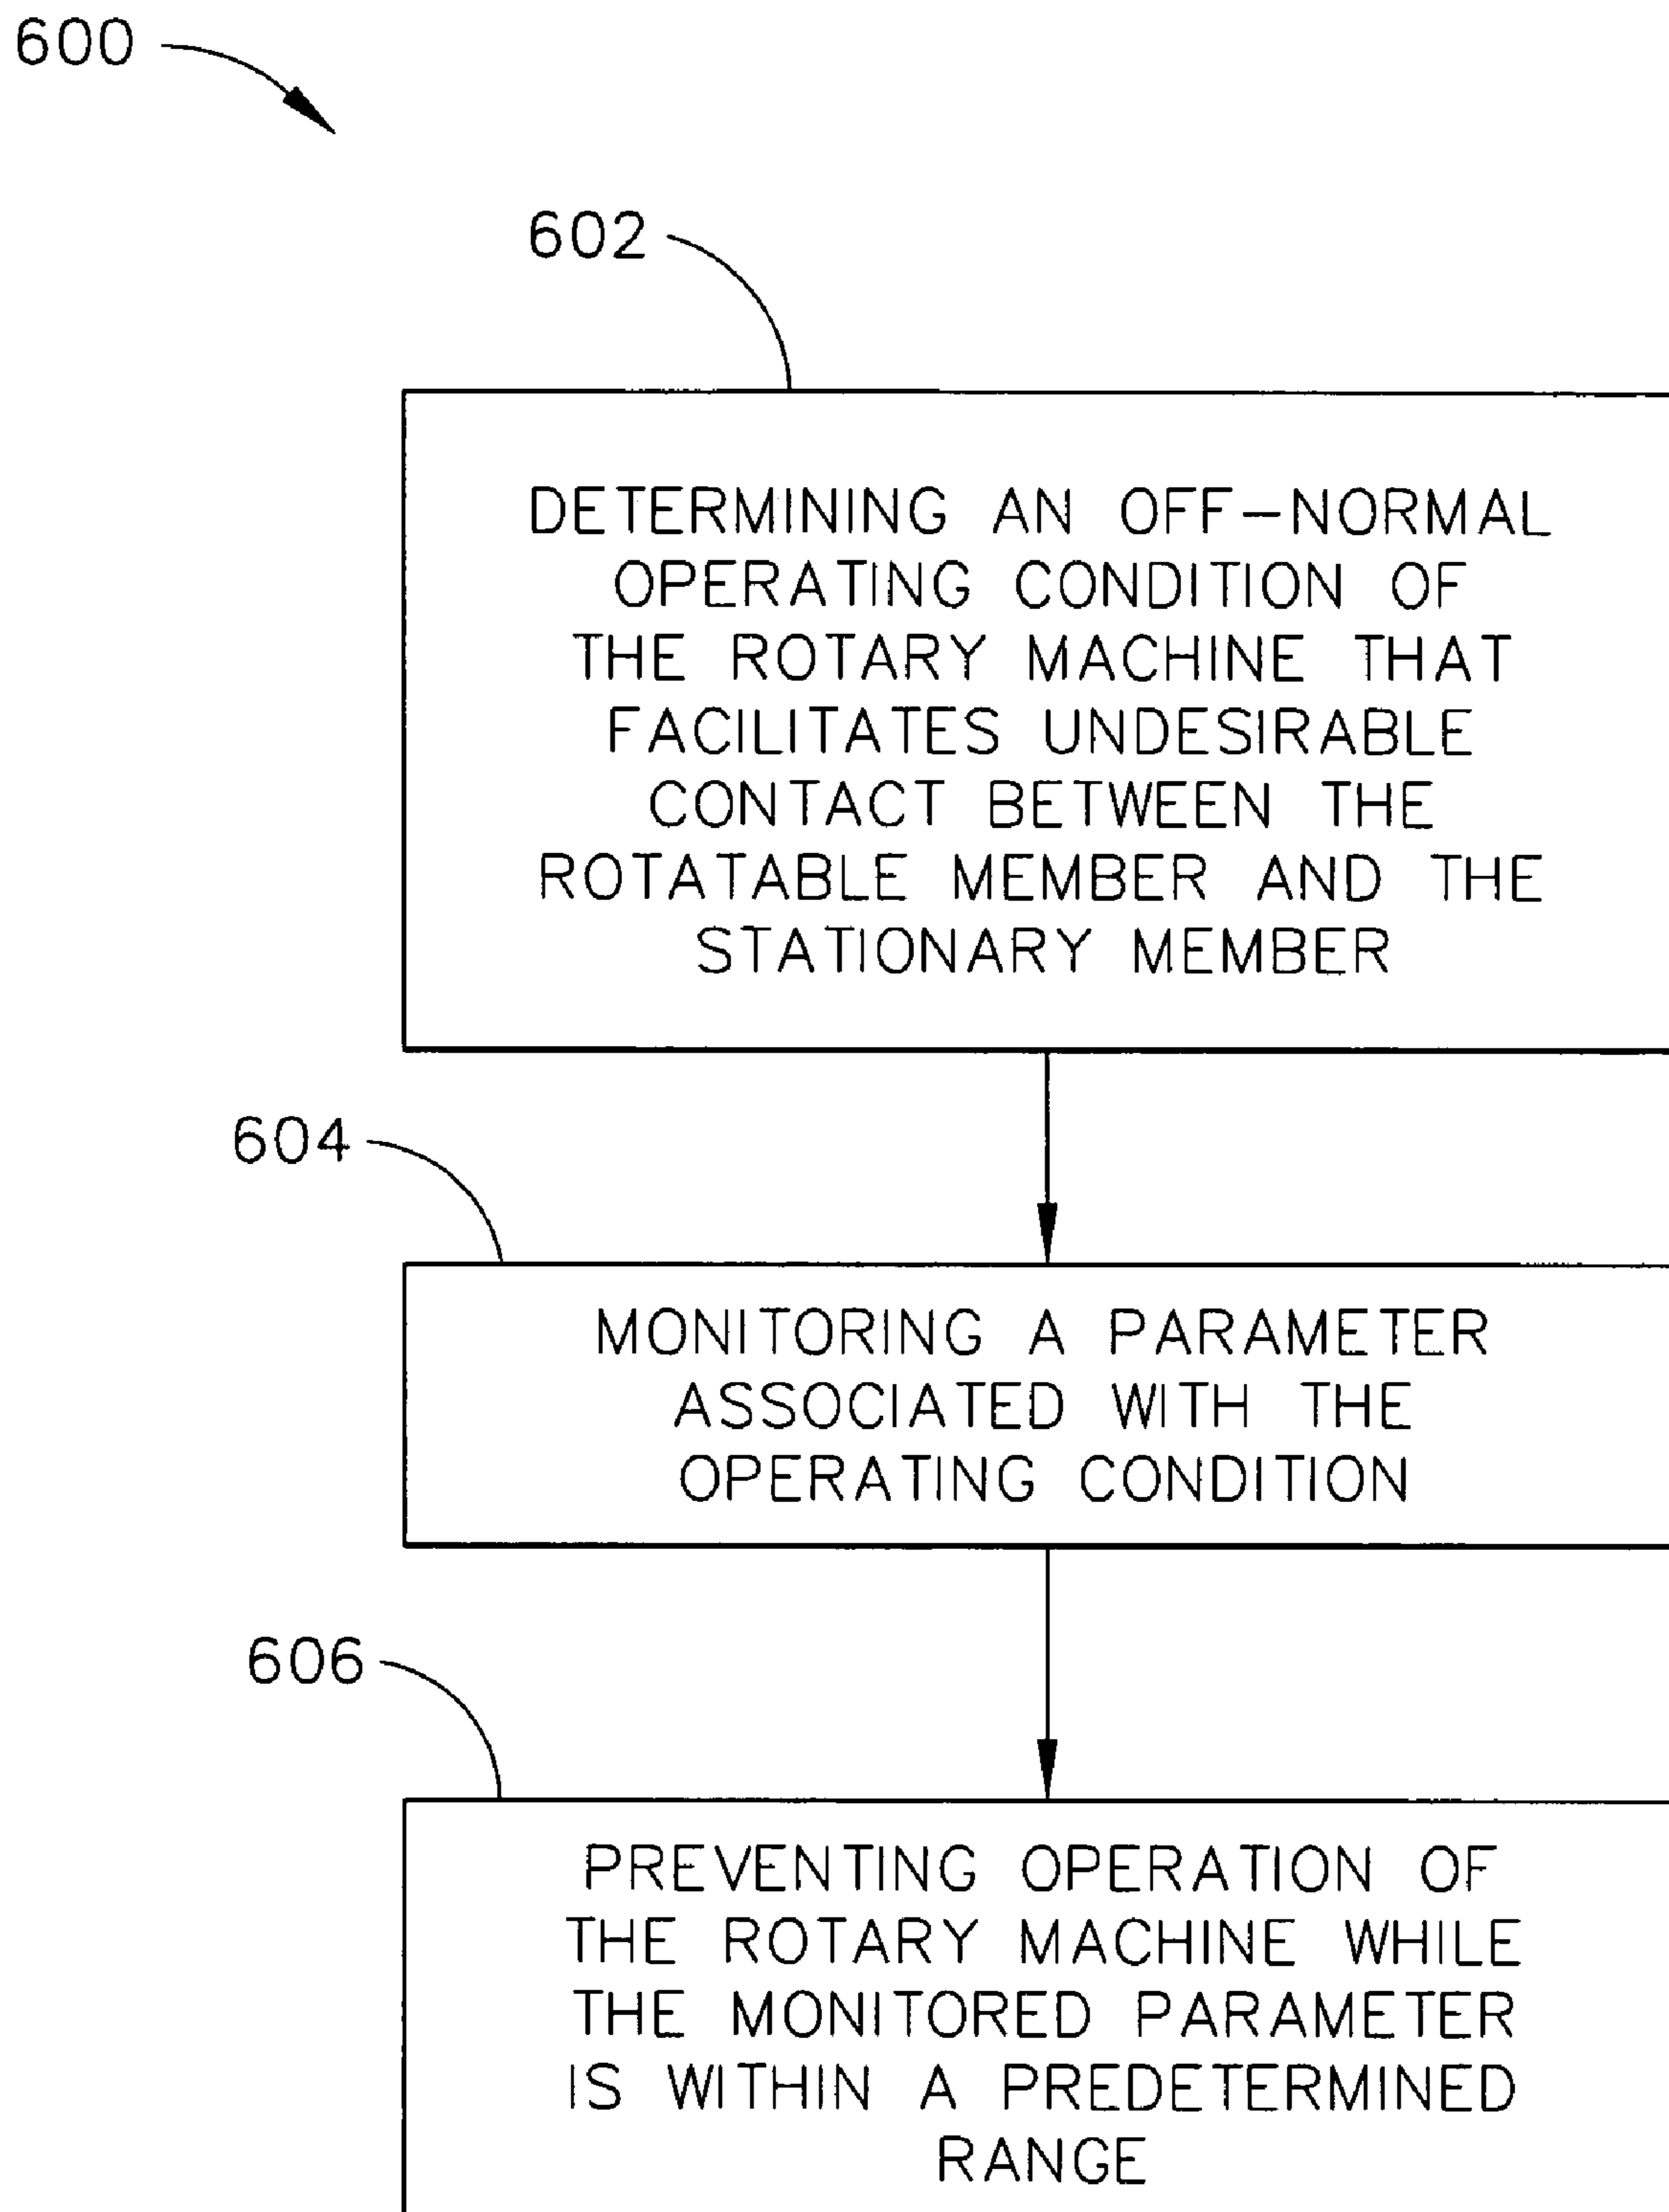 600
602
DETERMINING AN OFF-NORMAL
OPERATING CONDITION OF
THE ROTARY MACHINE THAT
FACILITATES UNDESIRABLE
CONTACT BETWEEN THE
ROTATABLE MEMBER AND THE
STATIONARY MEMBER
604
MONITORING A PARAMETER
ASSOCIATED WITH THE
OPERATING CONDITION
606
PREVENTING OPERATION OF
THE ROTARY MACHINE WHILE
THE MONITORED PARAMETER
IS WITHIN A PREDETERMINED
RANGE